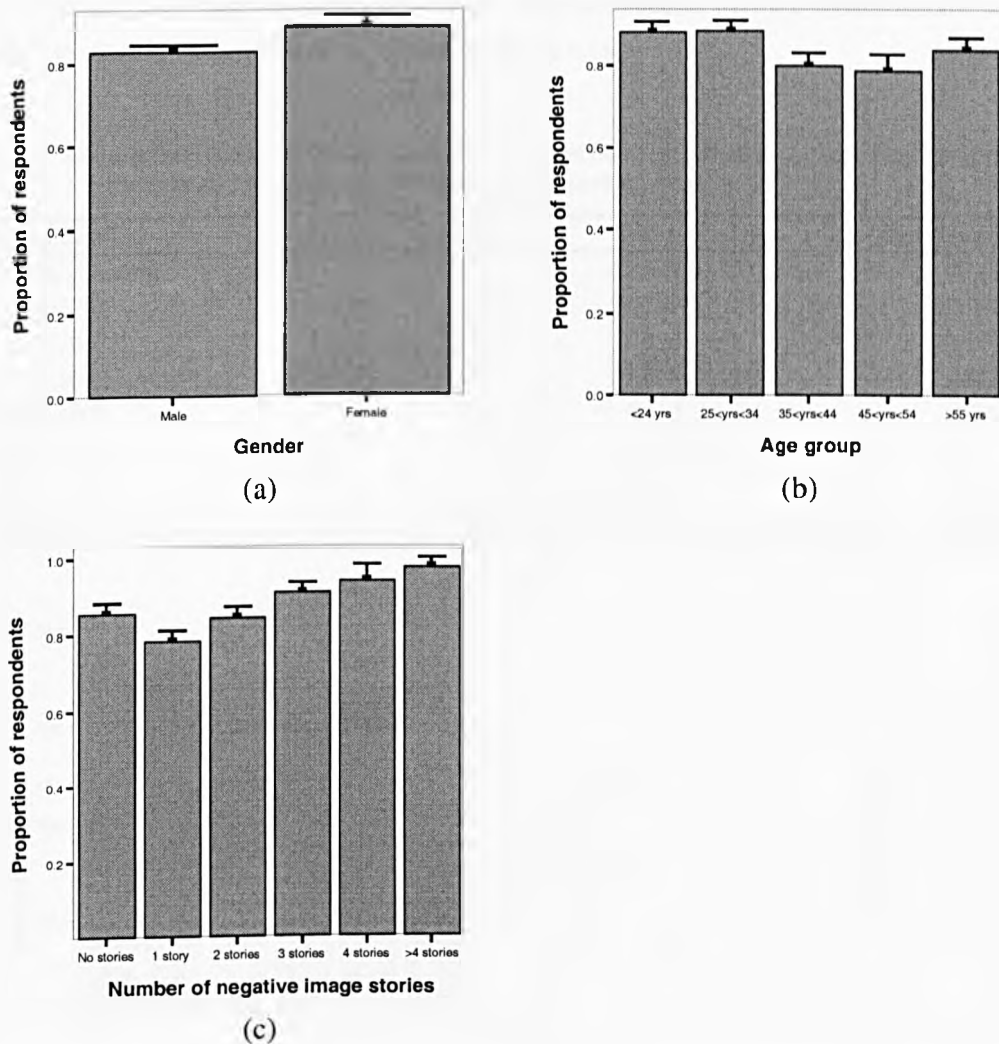 Proportion of respondents
0.8
0.6
0.4
0.2
0.0
Male
Female
Gender
(a)
Proportion of respondents
0.8
0.6
0.4
0.2
0.0
<24 yrs
25<yrs<34
35<yrs<44
45<yrs<54
>55 yrs
Age group
(b)
Proportion of respondents
1.0
0.8
0.6
0.4
0.2
No stories
1 story
2 stories
3 stories
4 stories
>4 stories
Number of negative image stories
(c)